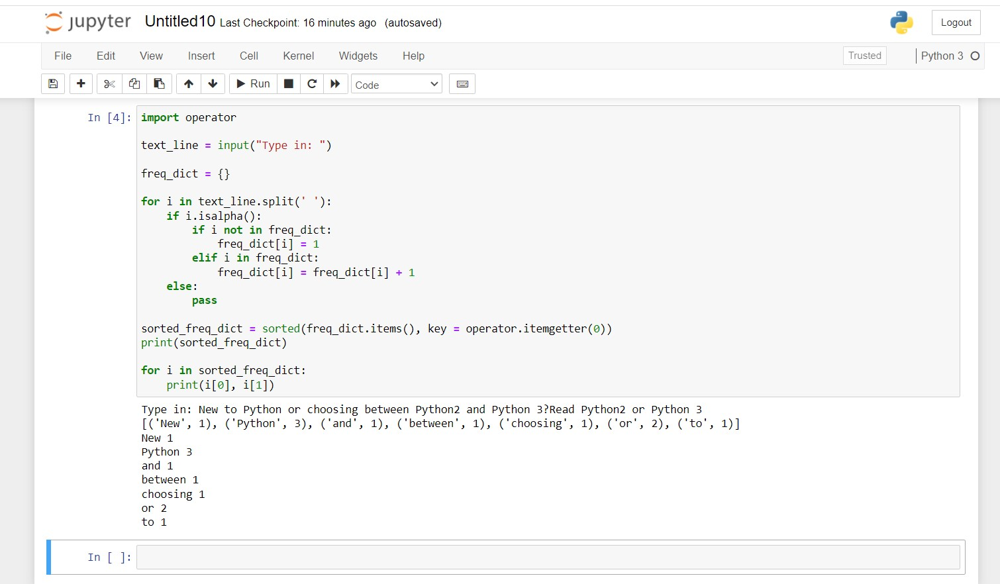 jupyter Untitled10 Last Checkpoint: 16 minutes ago (autosaved) Logout
File Edit View Insert Cell Kernel Widgets Help Trusted Python 3
Run Code
In [4]: import operator
text_line = input("Type in: ")
freq_dict = {}
for i in text_line.split(' '):
    if i.isalpha():
        if i not in freq_dict:
            freq_dict[i] = 1
        elif i in freq_dict:
            freq_dict[i] = freq_dict[i] + 1
    else:
        pass
sorted_freq_dict = sorted(freq_dict.items(), key = operator.itemgetter(0))
print(sorted_freq_dict)
for i in sorted_freq_dict:
    print(i[0], i[1])
Type in: New to Python or choosing between Python2 and Python 3?Read Python2 or Python 3
[('New', 1), ('Python', 3), ('and', 1), ('between', 1), ('choosing', 1), ('or', 2), ('to', 1)]
New 1
Python 3
and 1
between 1
choosing 1
or 2
to 1
In [ ]: